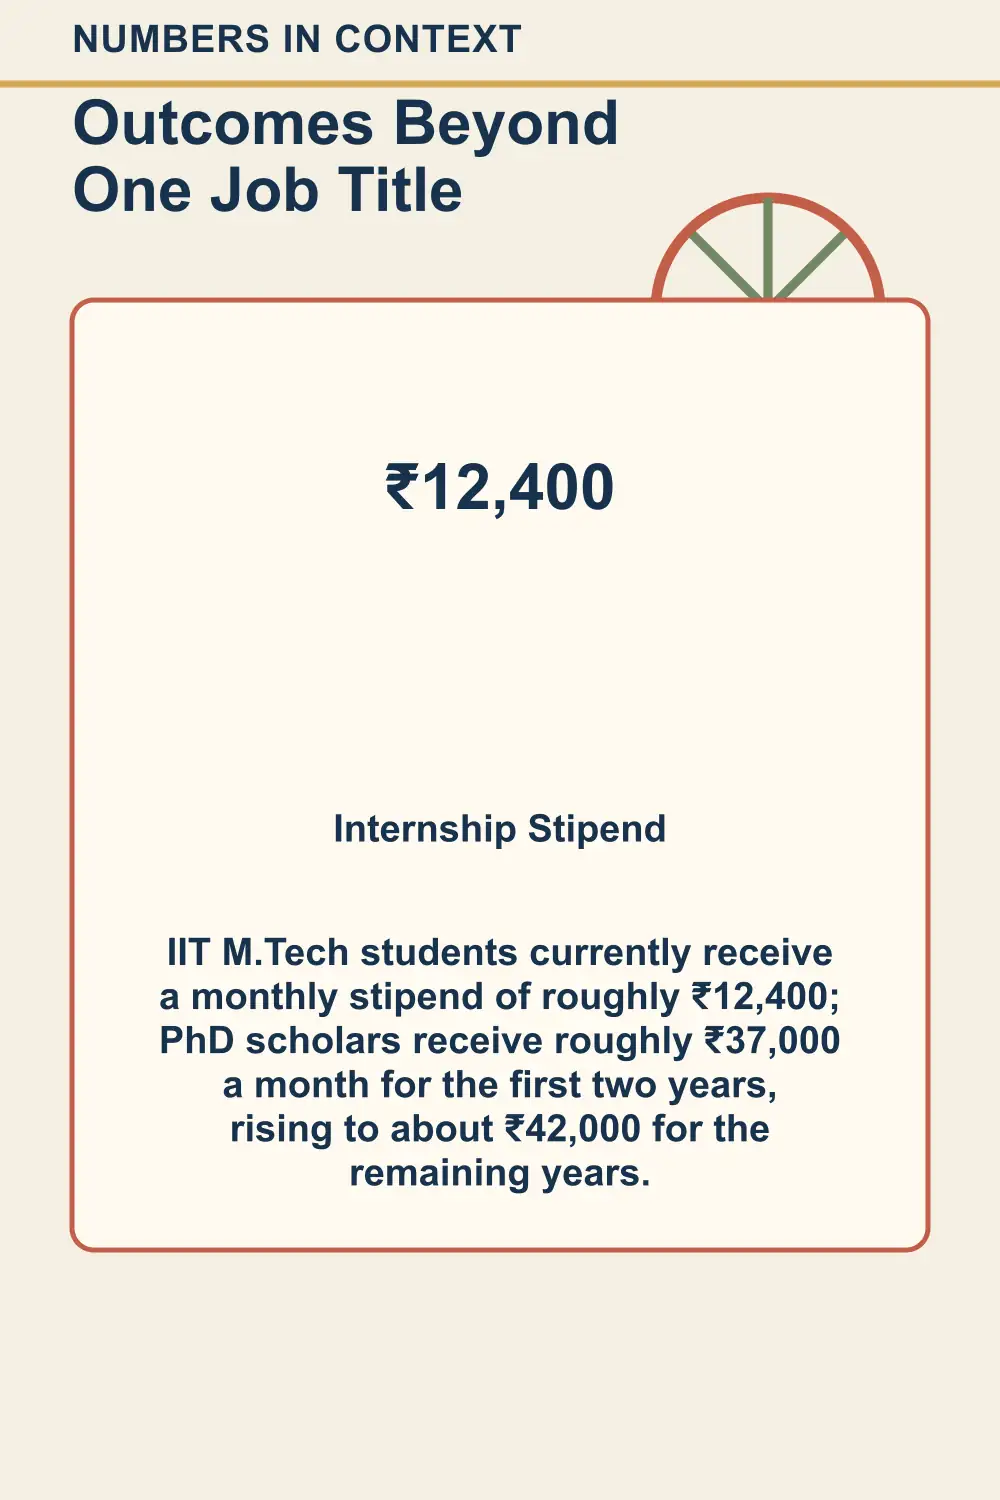 NUMBERS IN CONTEXT
Outcomes Beyond
One Job Title
₹12,400
Internship Stipend
IIT M.Tech students currently receive
a monthly stipend of roughly ₹12,400;
PhD scholars receive roughly ₹37,000
a month for the first two years,
rising to about ₹42,000 for the
remaining years.